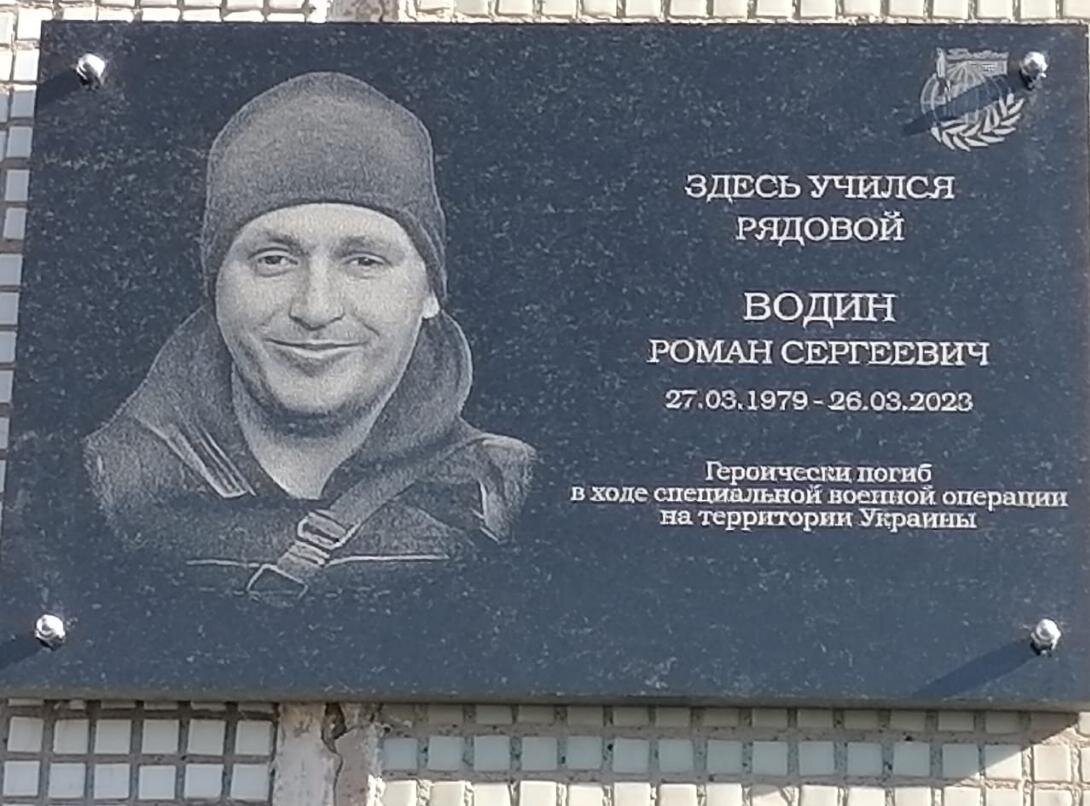 ЗДЕСЬ УЧИЛСЯ
РЯДОВОЙ
ВОДИН
РОМАН СЕРГЕЕВИЧ
27.03.1979 - 26.03.2023
Героически погиб
в ходе специальной военной операции
на территории Украины